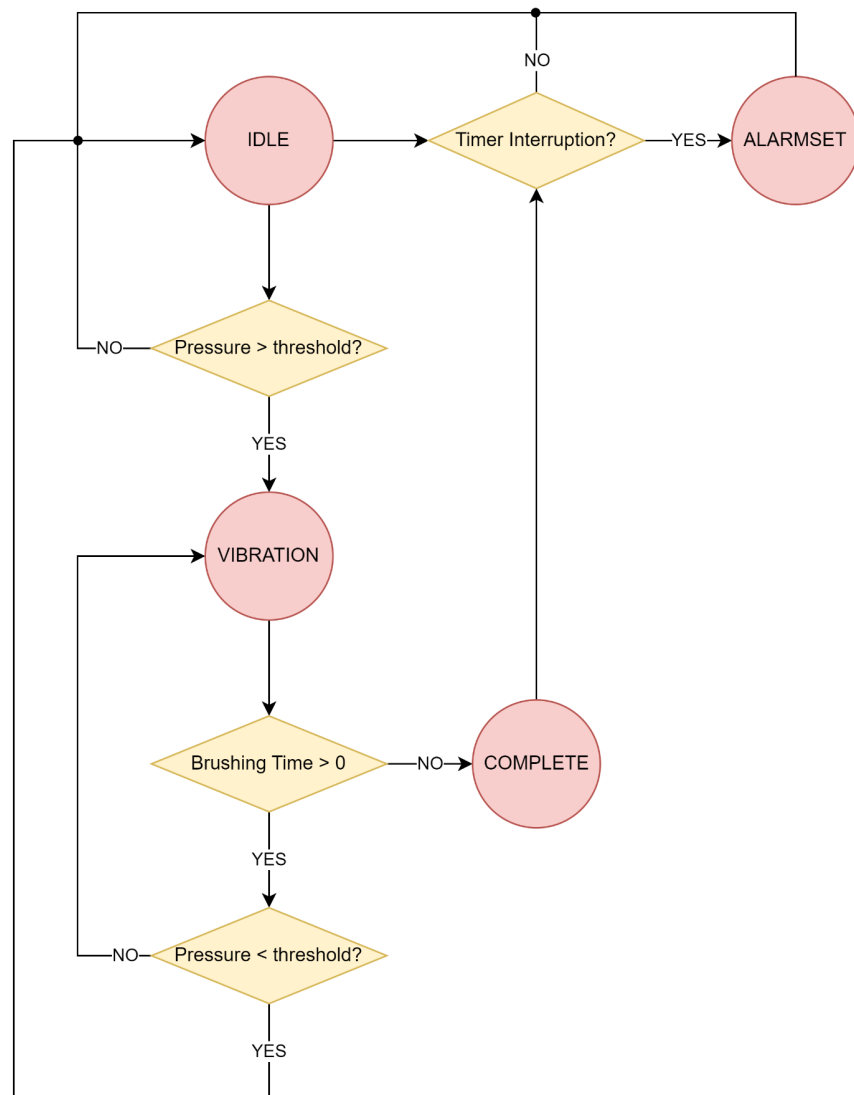 NO
IDLE
Timer Interruption?
YES
ALARMSET
NO
Pressure > threshold?
YES
VIBRATION
Brushing Time > 0
NO
COMPLETE
YES
NO
Pressure < threshold?
YES